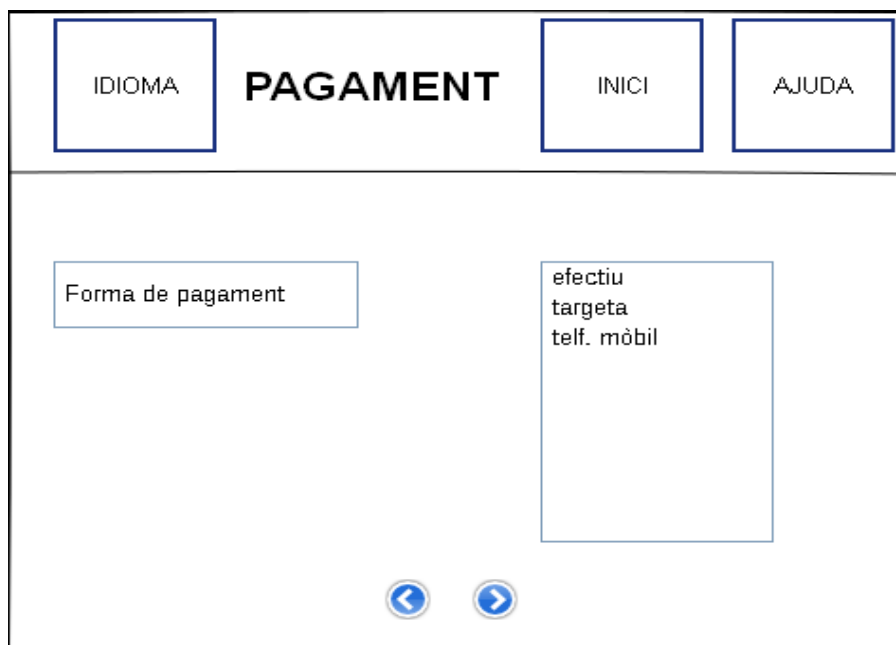 IDIOMA
PAGAMENT
INICI
AJUDA
Forma de pagament
efectiu
targeta
telf. mòbil